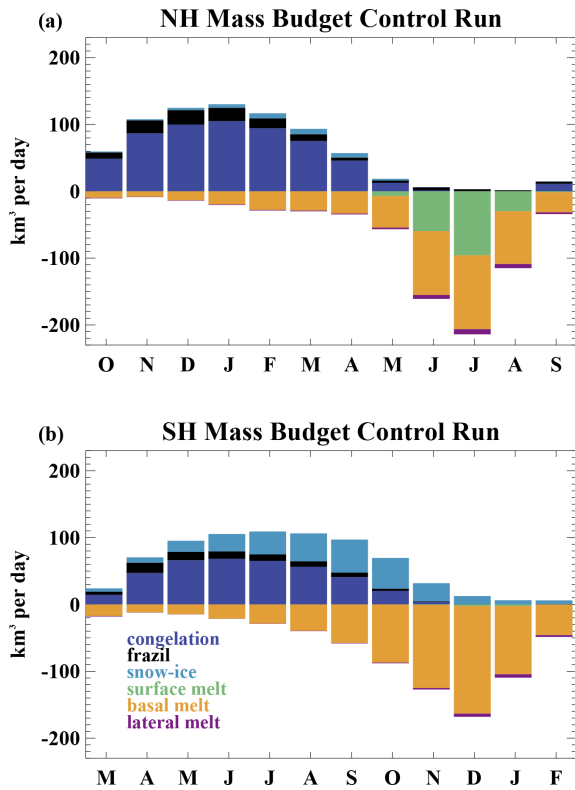 (a) NH Mass Budget Control Run
200
100
0
-100
-200
km³ per day
O N D J F M A M J J A S
(b) SH Mass Budget Control Run
200
100
0
-100
-200
km³ per day
congelation
frazil
snow-ice
surface melt
basal melt
lateral melt
M A M J J A S O N D J F